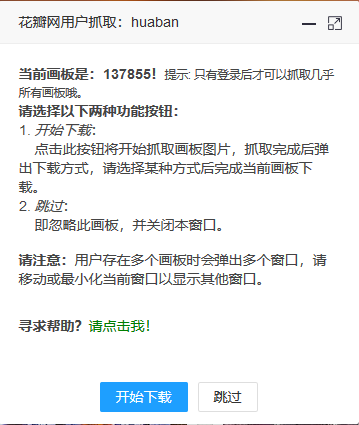 花瓣网用户抓取：huaban
当前画板是：137855！提示: 只有登录后才可以抓取几乎
所有画板哦。
请选择以下两种功能按钮：
1. 开始下载：
点击此按钮将开始抓取画板图片，抓取完成后弹
出下载方式，请选择某种方式后完成当前画板下
载。
2. 跳过：
即忽略此画板，并关闭本窗口。
请注意：用户存在多个画板时会弹出多个窗口，请
移动或最小化当前窗口以显示其他窗口。
寻求帮助？请点击我！
开始下载 跳过